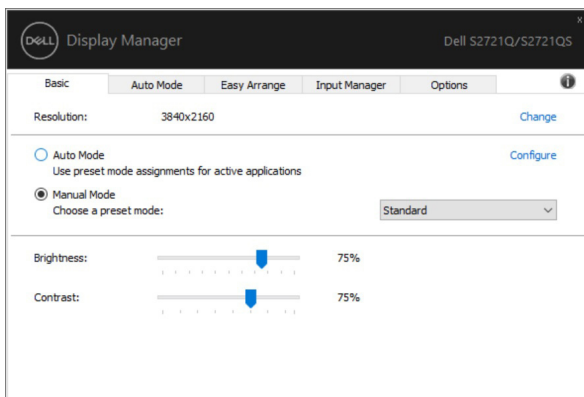 DELL Display Manager Dell S2721Q/S2721QS
Basic Auto Mode Easy Arrange Input Manager Options
Resolution: 3840x2160 Change
Auto Mode Configure
Use preset mode assignments for active applications
Manual Mode
Choose a preset mode: Standard
Brightness: 75%
Contrast: 75%